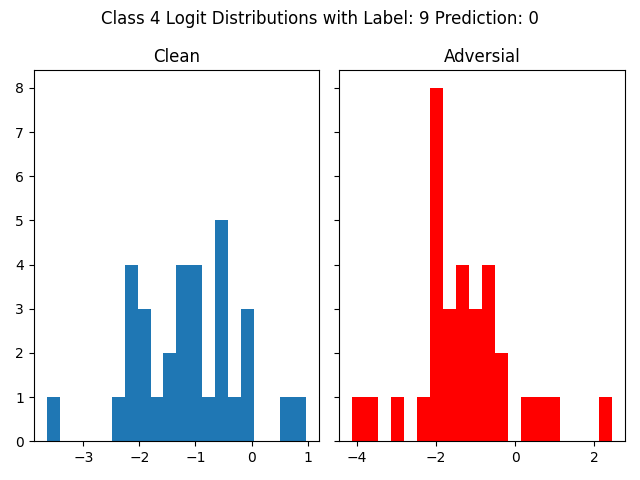 Class 4 Logit Distributions with Label: 9 Prediction: 0
Clean
Adversial
8
7
6
5
4
3
2
1
0
−3 −2 −1 0 1
−4 −2 0 2